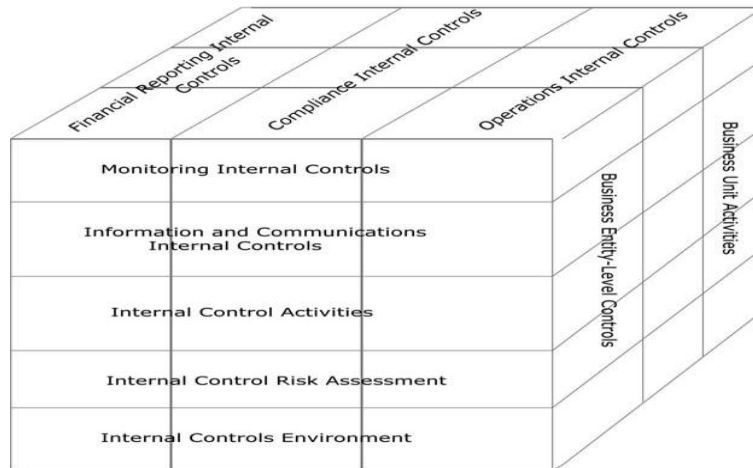 Financial Reporting Internal
Controls
Compliance Internal Controls
Operations Internal Controls
Monitoring Internal Controls
Information and Communications
Internal Controls
Internal Control Activities
Internal Control Risk Assessment
Internal Controls Environment
Business Entity-Level Controls
Business Unit Activities